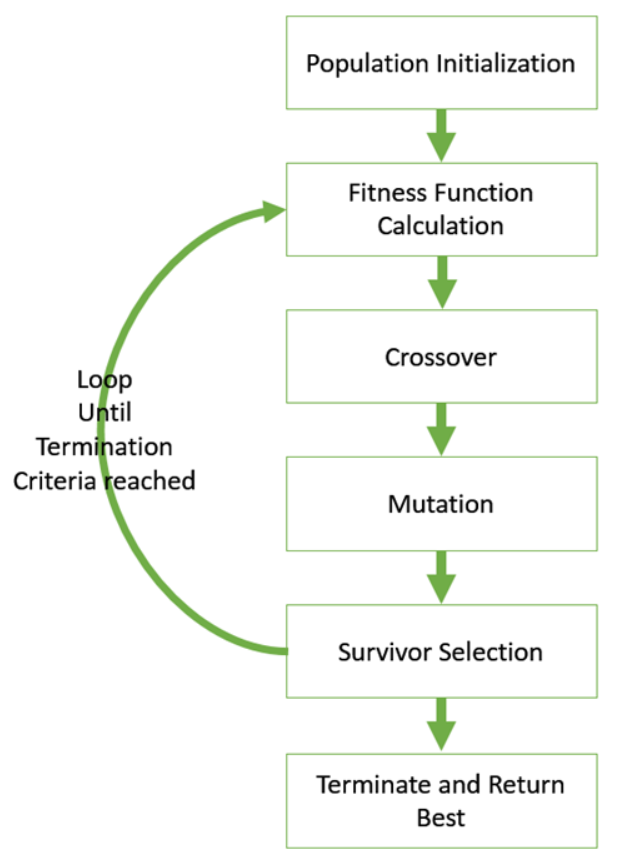 Population Initialization
Fitness Function
Calculation
Crossover
Loop
Until
Termination
Criteria reached
Mutation
Survivor Selection
Terminate and Return
Best